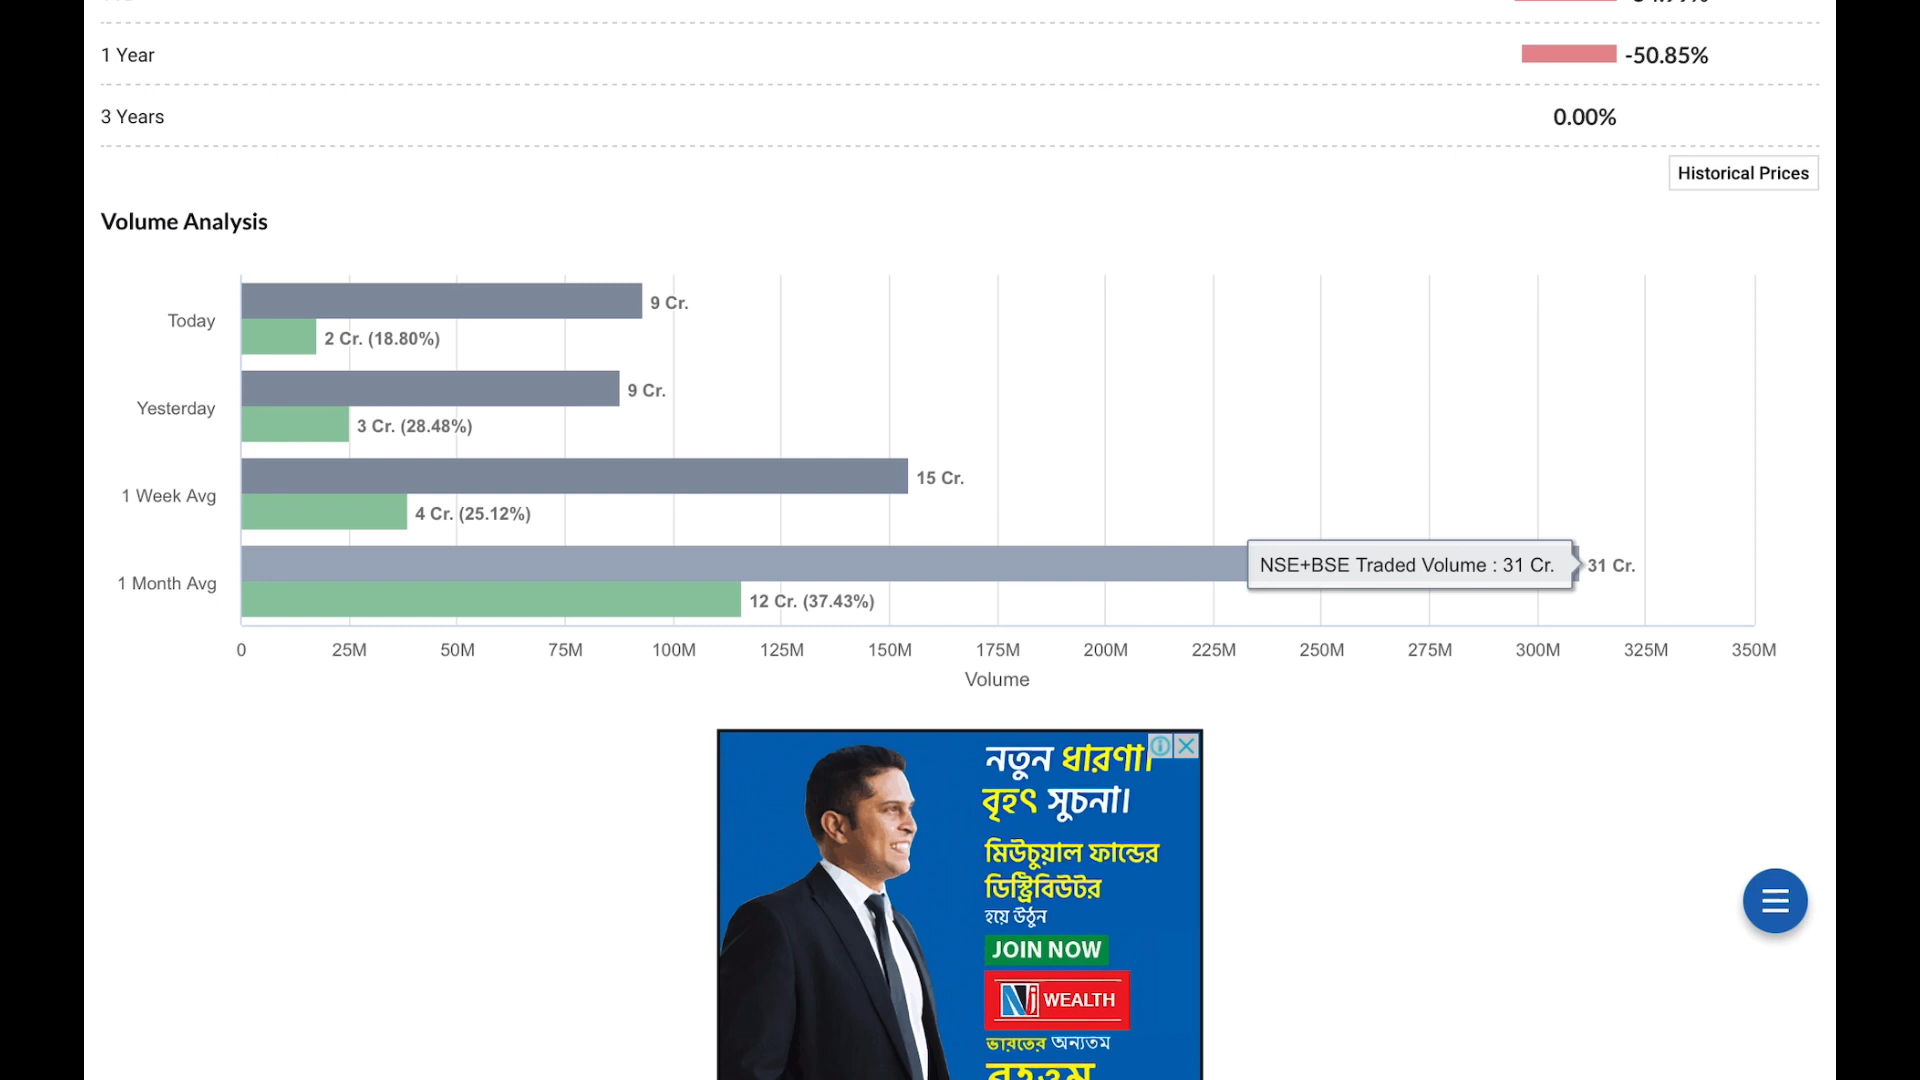 1 Year
-50.85%
3 Years
0.00%
Historical Prices
Volume Analysis
Today
9 Cr.
2 Cr. (18.80%)
Yesterday
9 Cr.
3 Cr. (28.48%)
1 Week Avg
15 Cr.
4 Cr. (25.12%)
1 Month Avg
NSE+BSE Traded Volume : 31 Cr.
31 Cr.
12 Cr. (37.43%)
0 25M 50M 75M 100M 125M 150M 175M 200M 225M 250M 275M 300M 325M 350M
Volume
নতুন ধারণা।
বৃহৎ সুচনা।
মিউচুয়াল ফান্ডের
ডিস্ট্রিবিউটর
হয়ে উঠুন
JOIN NOW
NJ WEALTH
ভারতের অন্যতম